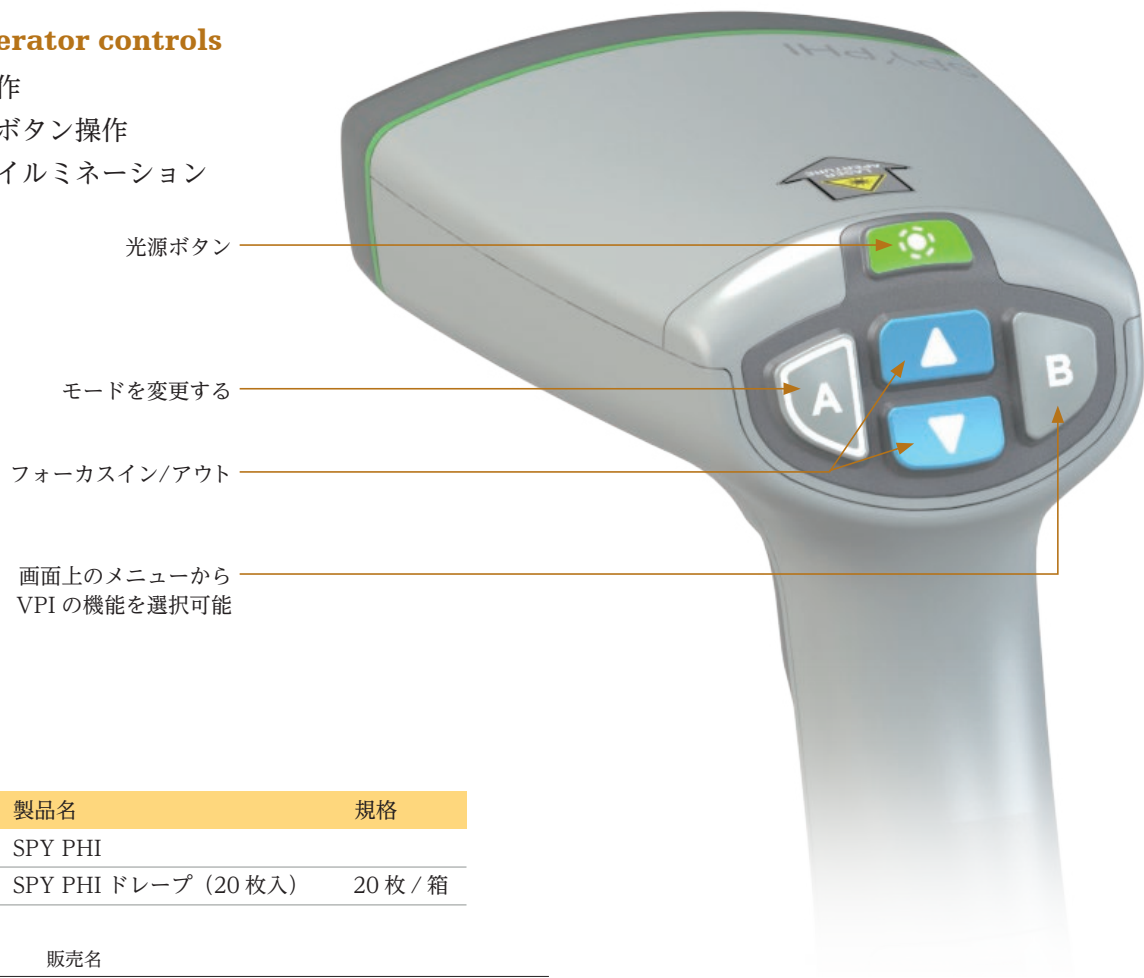 erator controls
作
ボタン操作
イルミネーション
SPY PHI
LASER
APERTURE
光源ボタン
モードを変更する
A
B
フォーカスイン/アウト
画面上のメニューから
VPI の機能を選択可能
製品名 規格
SPY PHI
SPY PHI ドレープ（20 枚入） 20 枚 / 箱
販売名